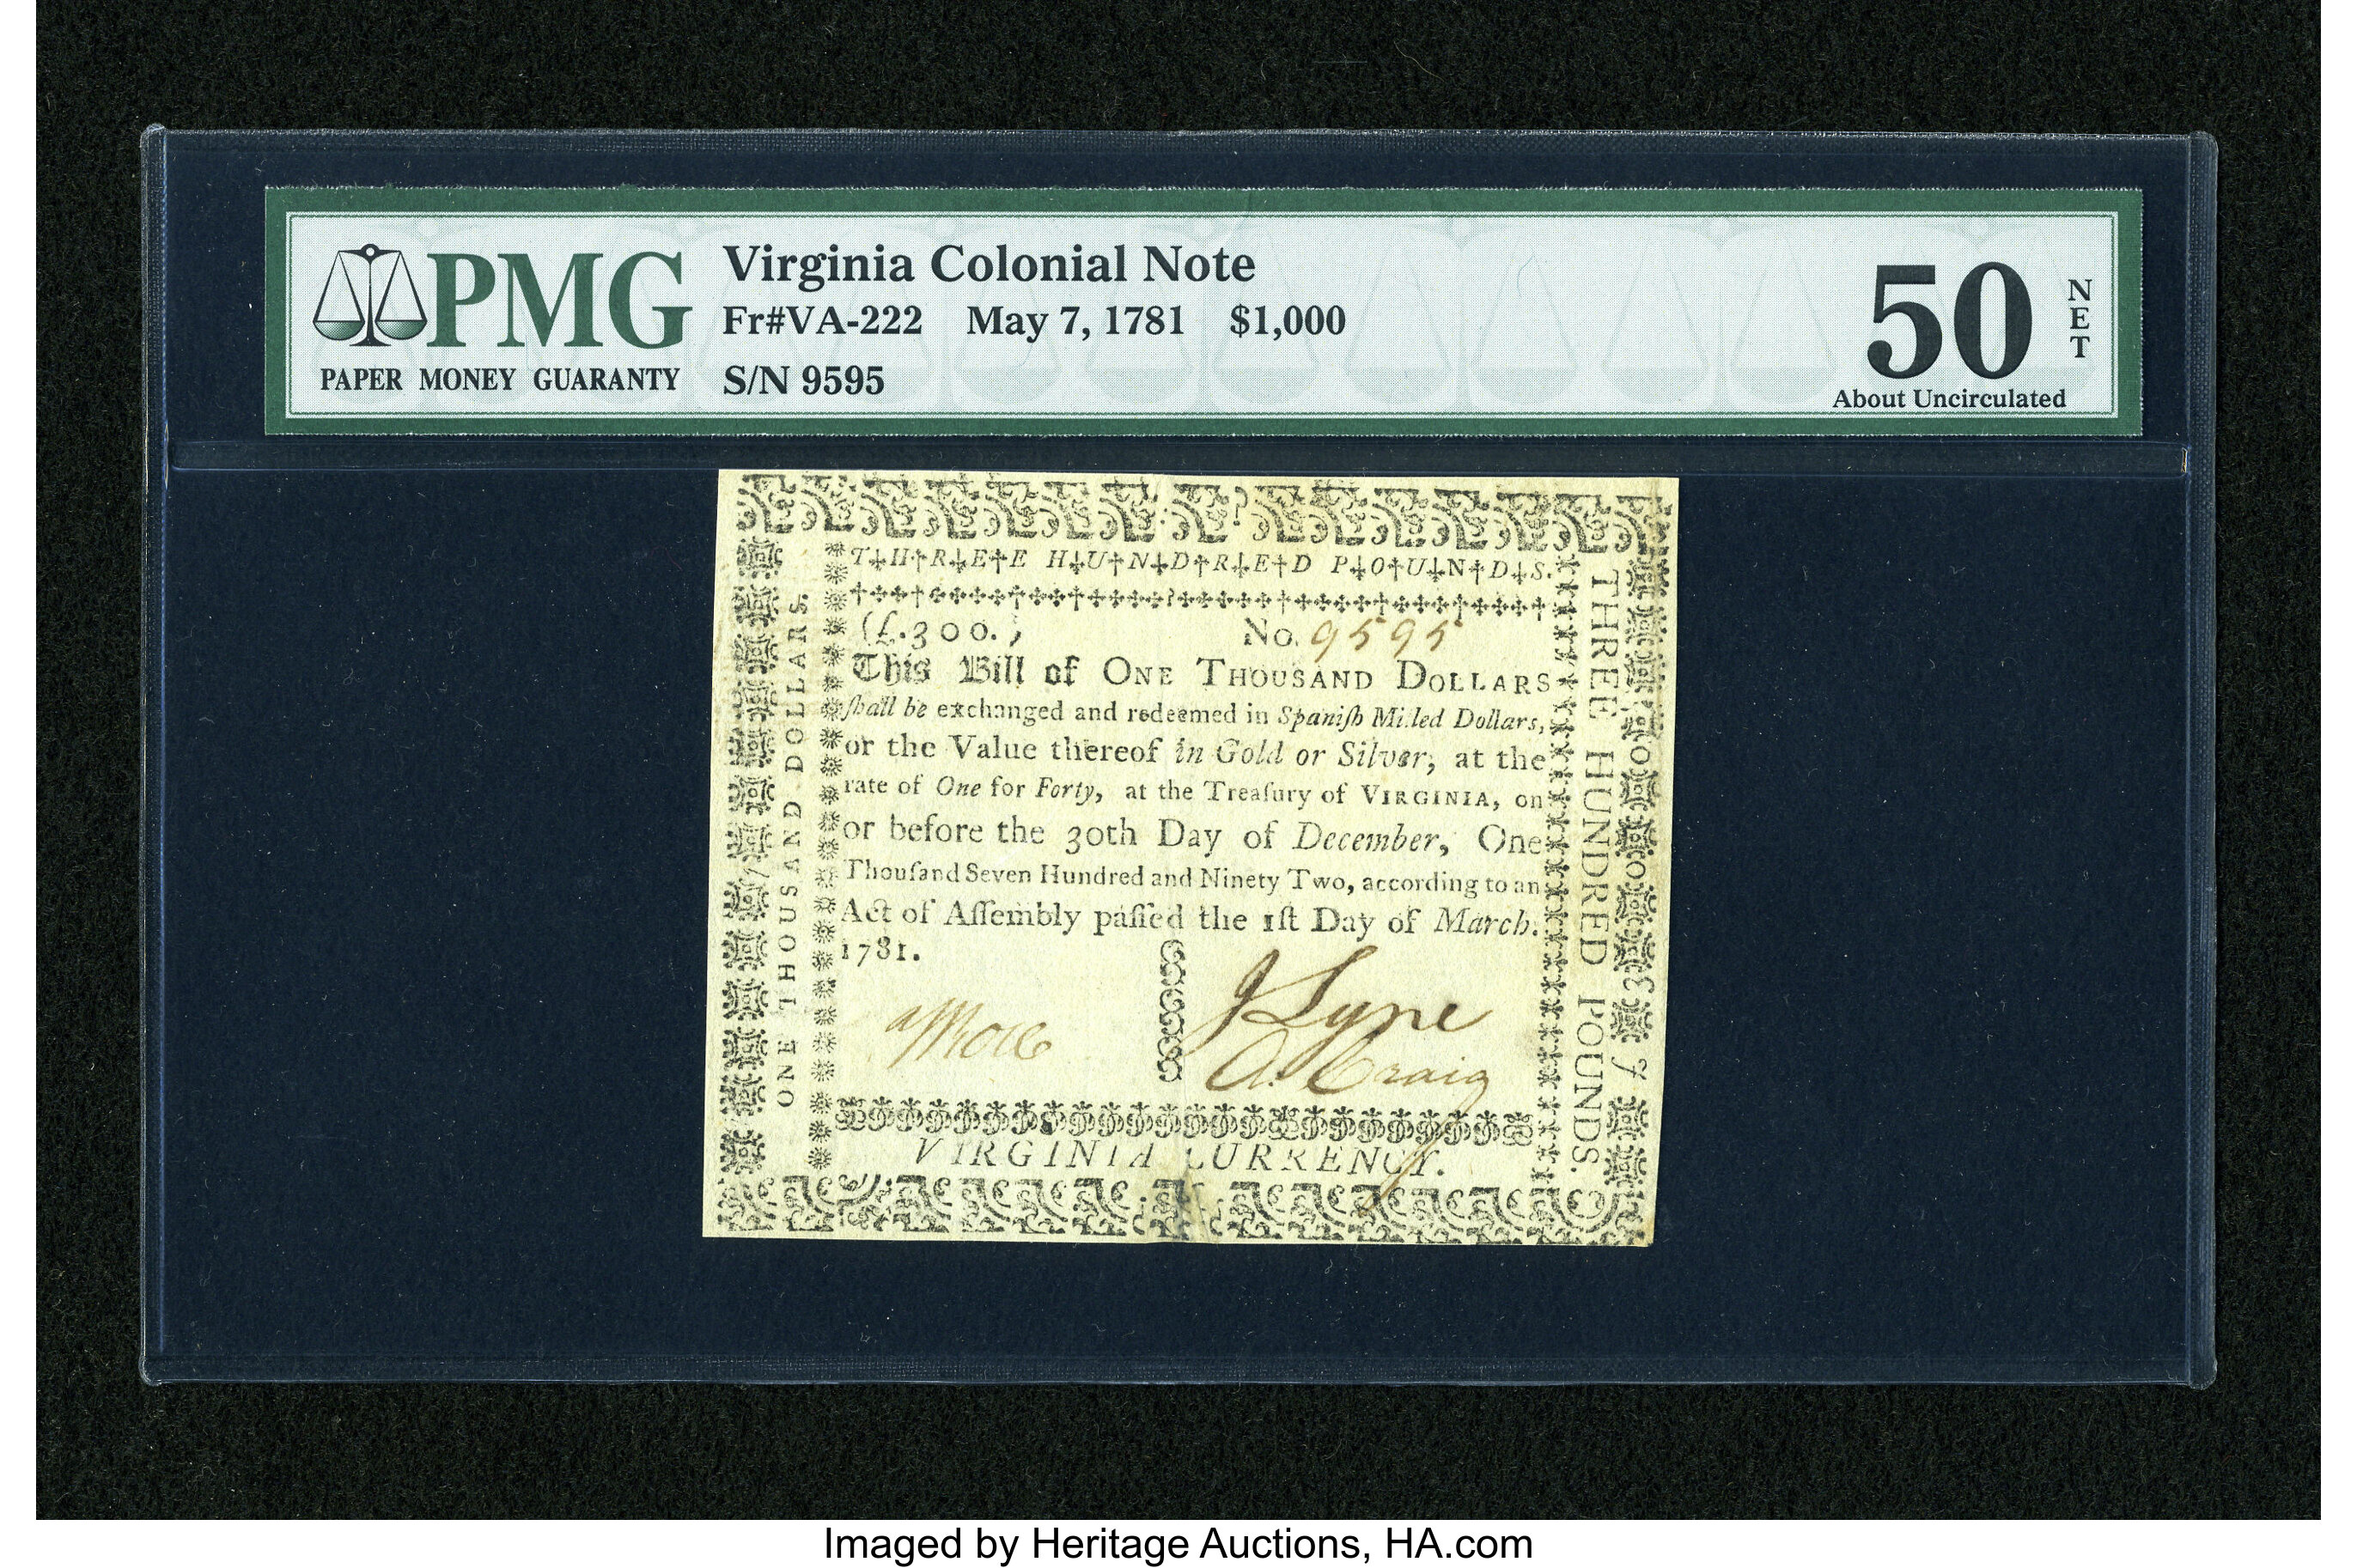 PMG
PAPER MONEY GUARANTY
Virginia Colonial Note
Fr#VA-222 May 7, 1781 $1,000
S/N 9595
50
NET
About Uncirculated
THREE HUNDRED POUNDS.
(£.300.)
No. 9595
This Bill of ONE THOUSAND DOLLARS
ſhall be exchanged and redeemed in Spaniſh Milled Dollars,
or the Value thereof in Gold or Silver, at the
rate of One for Forty, at the Treaſury of VIRGINIA, on
or before the 30th Day of December, One
Thouſand Seven Hundred and Ninety Two, according to an
Act of Aſſembly paſſed the 1ſt Day of March.
1781.
J Lyne
A. Craig
VIRGINIA CURRENCY.
ONE THOUSAND DOLLARS.
THREE HUNDRED POUNDS.
Imaged by Heritage Auctions, HA.com